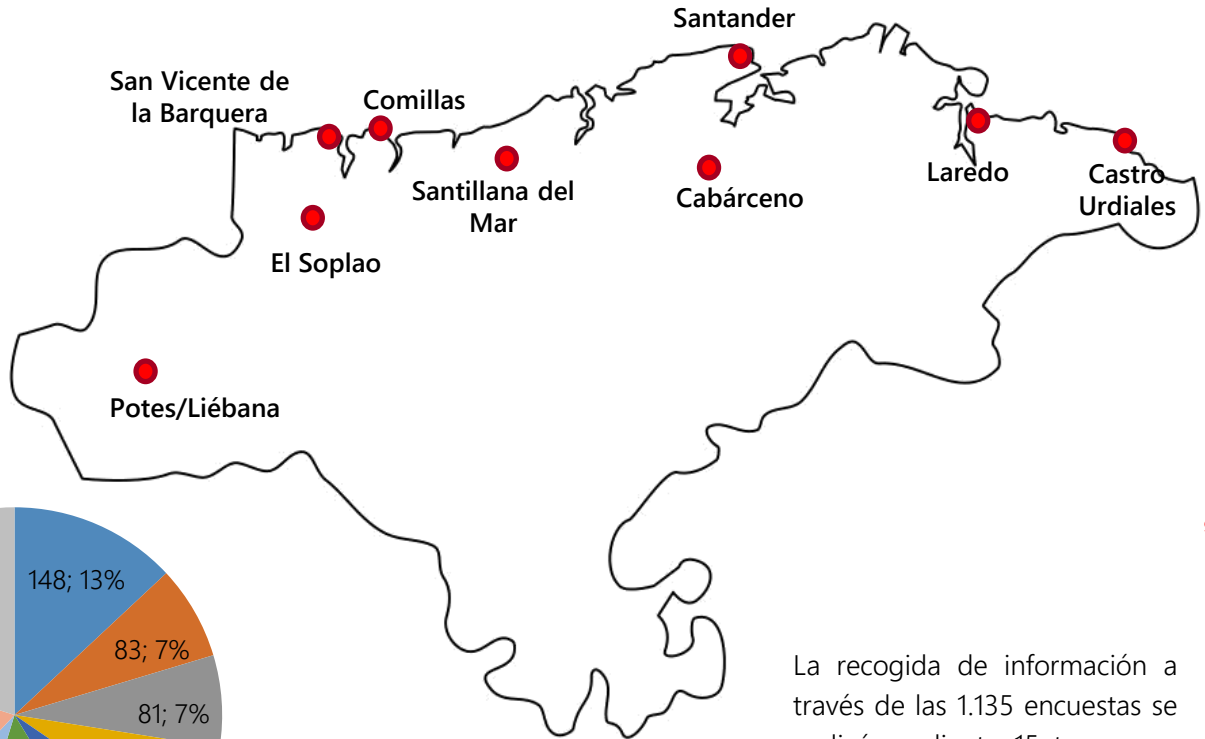 Santander
San Vicente de
la Barquera
Comillas
Santillana del
Mar
Cabárceno
Laredo
Castro
Urdiales
El Soplao
Potes/Liébana
148; 13%
83; 7%
81; 7%
La recogida de información a
través de las 1.135 encuestas se